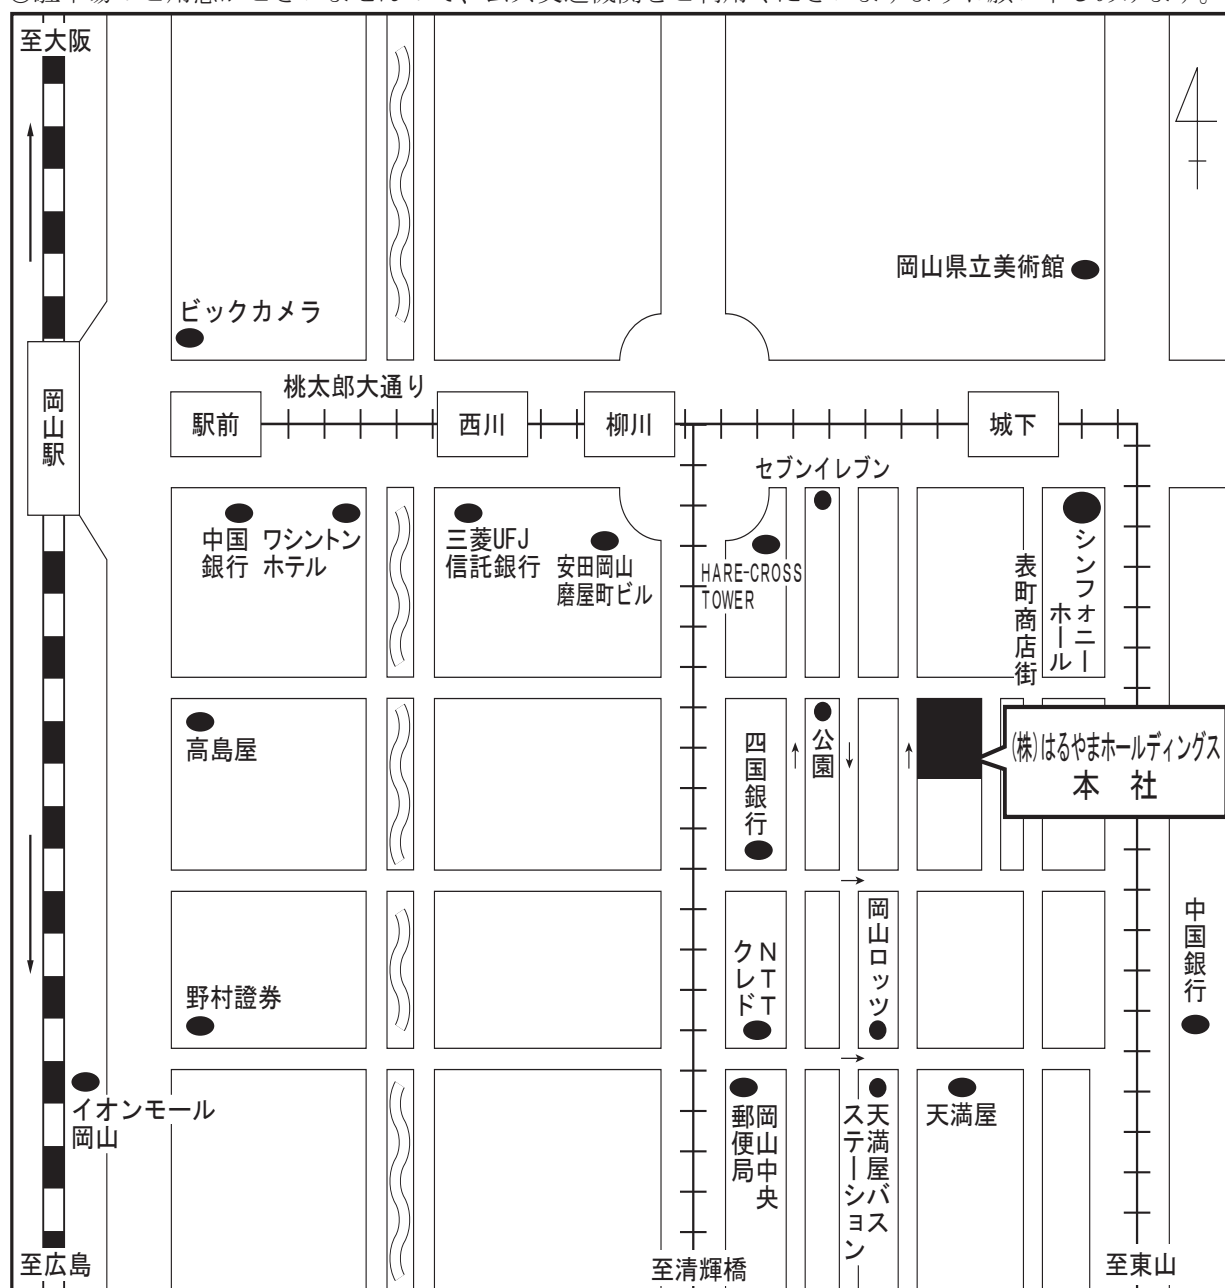 至大阪
岡山県立美術館
ビックカメラ
桃太郎大通り
岡山駅
駅前
西川
柳川
城下
セブンイレブン
中国
銀行
ワシントン
ホテル
三菱UFJ
信託銀行
安田岡山
磨屋町ビル
HARE-CROSS
TOWER
表町商店街
シンフォニー
ホール
高島屋
四国銀行
公園
(株)はるやまホールディングス
本 社
野村證券
NTT
クレド
岡山ロッツ
中国銀行
イオンモール
岡山
岡山中央
郵便局
天満屋バス
ステーション
天満屋
至広島
至清輝橋
至東山